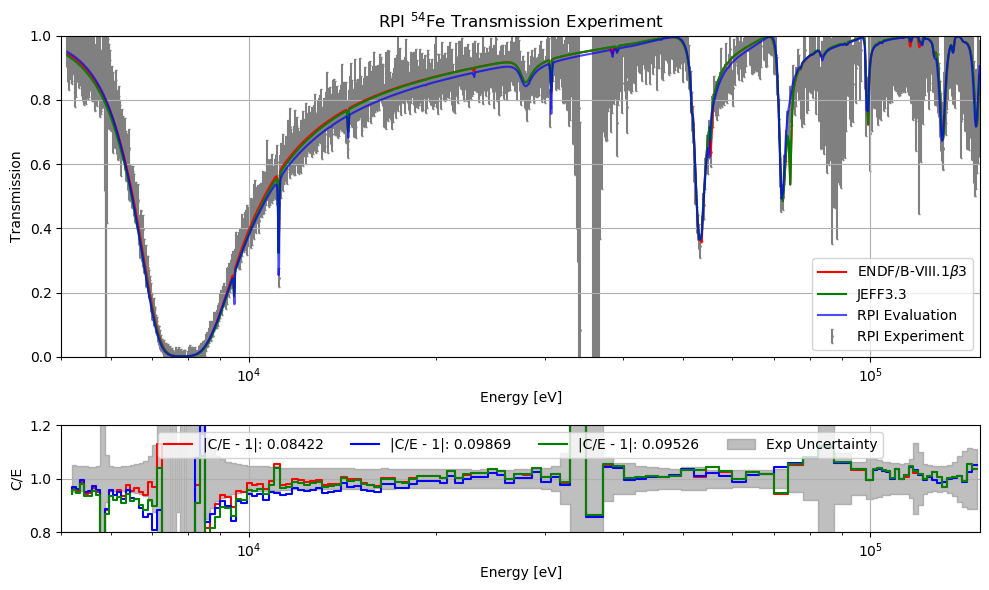 RPI ⁵⁴Fe Transmission Experiment
1.0
0.8
0.6
0.4
0.2
0.0
Transmission
ENDF/B-VIII.1β3
JEFF3.3
RPI Evaluation
RPI Experiment
10⁴
10⁵
Energy [eV]
1.2
1.0
0.8
C/E
|C/E - 1|: 0.08422
|C/E - 1|: 0.09869
|C/E - 1|: 0.09526
Exp Uncertainty
10⁴
10⁵
Energy [eV]